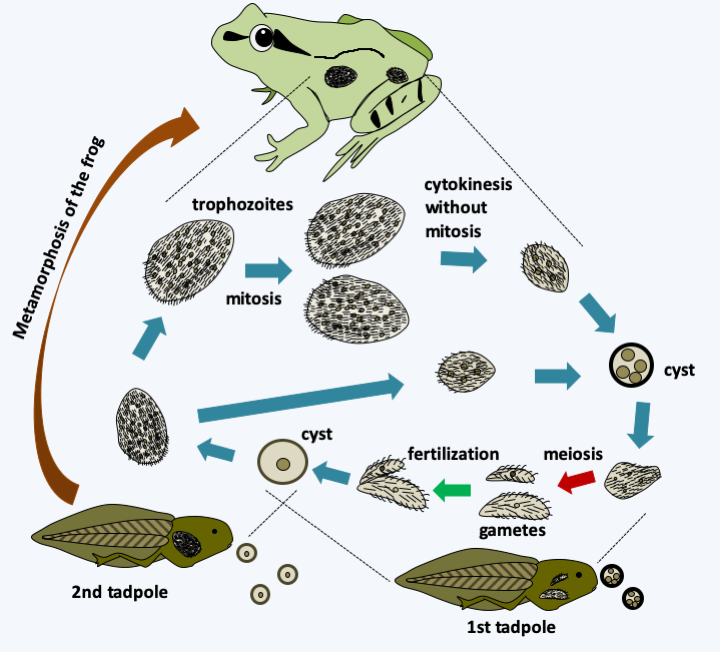 Metamorphosis of the frog
trophozoites
mitosis
cytokinesis
without
mitosis
cyst
cyst
fertilization
meiosis
gametes
2nd tadpole
1st tadpole